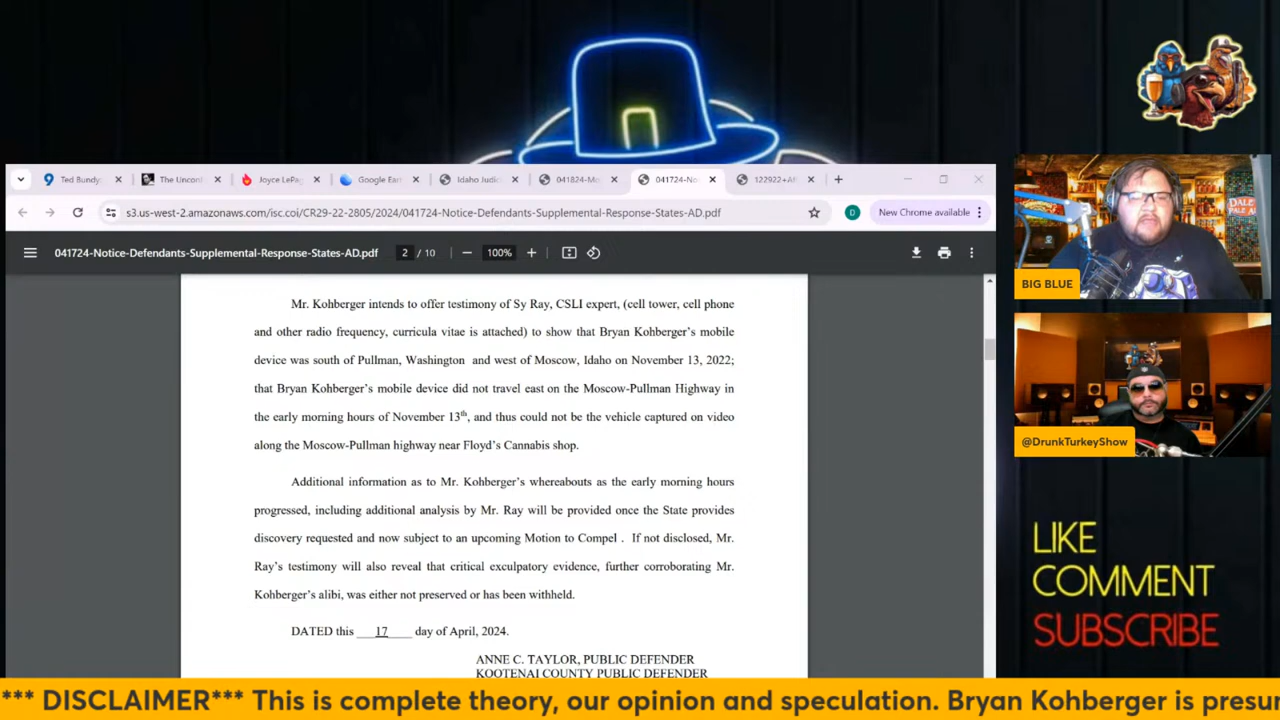 Ted Bundy
The Uncon
Joyce LePa
Google Ear
Idaho Judi
041824-Mo
041724-No
122922+A
s3.us-west-2.amazonaws.com/isc.coi/CR29-22-2805/2024/041724-Notice-Defendants-Supplemental-Response-States-AD.pdf
D
New Chrome available
041724-Notice-Defendants-Supplemental-Response-States-AD.pdf
2 / 10
100%
Mr. Kohberger intends to offer testimony of Sy Ray, CSLI expert, (cell tower, cell phone
and other radio frequency, curricula vitae is attached) to show that Bryan Kohberger's mobile
device was south of Pullman, Washington and west of Moscow, Idaho on November 13, 2022;
that Bryan Kohberger's mobile device did not travel east on the Moscow-Pullman Highway in
the early morning hours of November 13th, and thus could not be the vehicle captured on video
along the Moscow-Pullman highway near Floyd's Cannabis shop.
Additional information as to Mr. Kohberger's whereabouts as the early morning hours
progressed, including additional analysis by Mr. Ray will be provided once the State provides
discovery requested and now subject to an upcoming Motion to Compel . If not disclosed, Mr.
Ray's testimony will also reveal that critical exculpatory evidence, further corroborating Mr.
Kohberger's alibi, was either not preserved or has been withheld.
DATED this 17 day of April, 2024.
ANNE C. TAYLOR, PUBLIC DEFENDER
KOOTENAI COUNTY PUBLIC DEFENDER
DALE
PALE A
BIG BLUE
@DrunkTurkeyShow
LIKE
COMMENT
SUBSCRIBE
*** DISCLAIMER*** This is complete theory, our opinion and speculation. Bryan Kohberger is presu